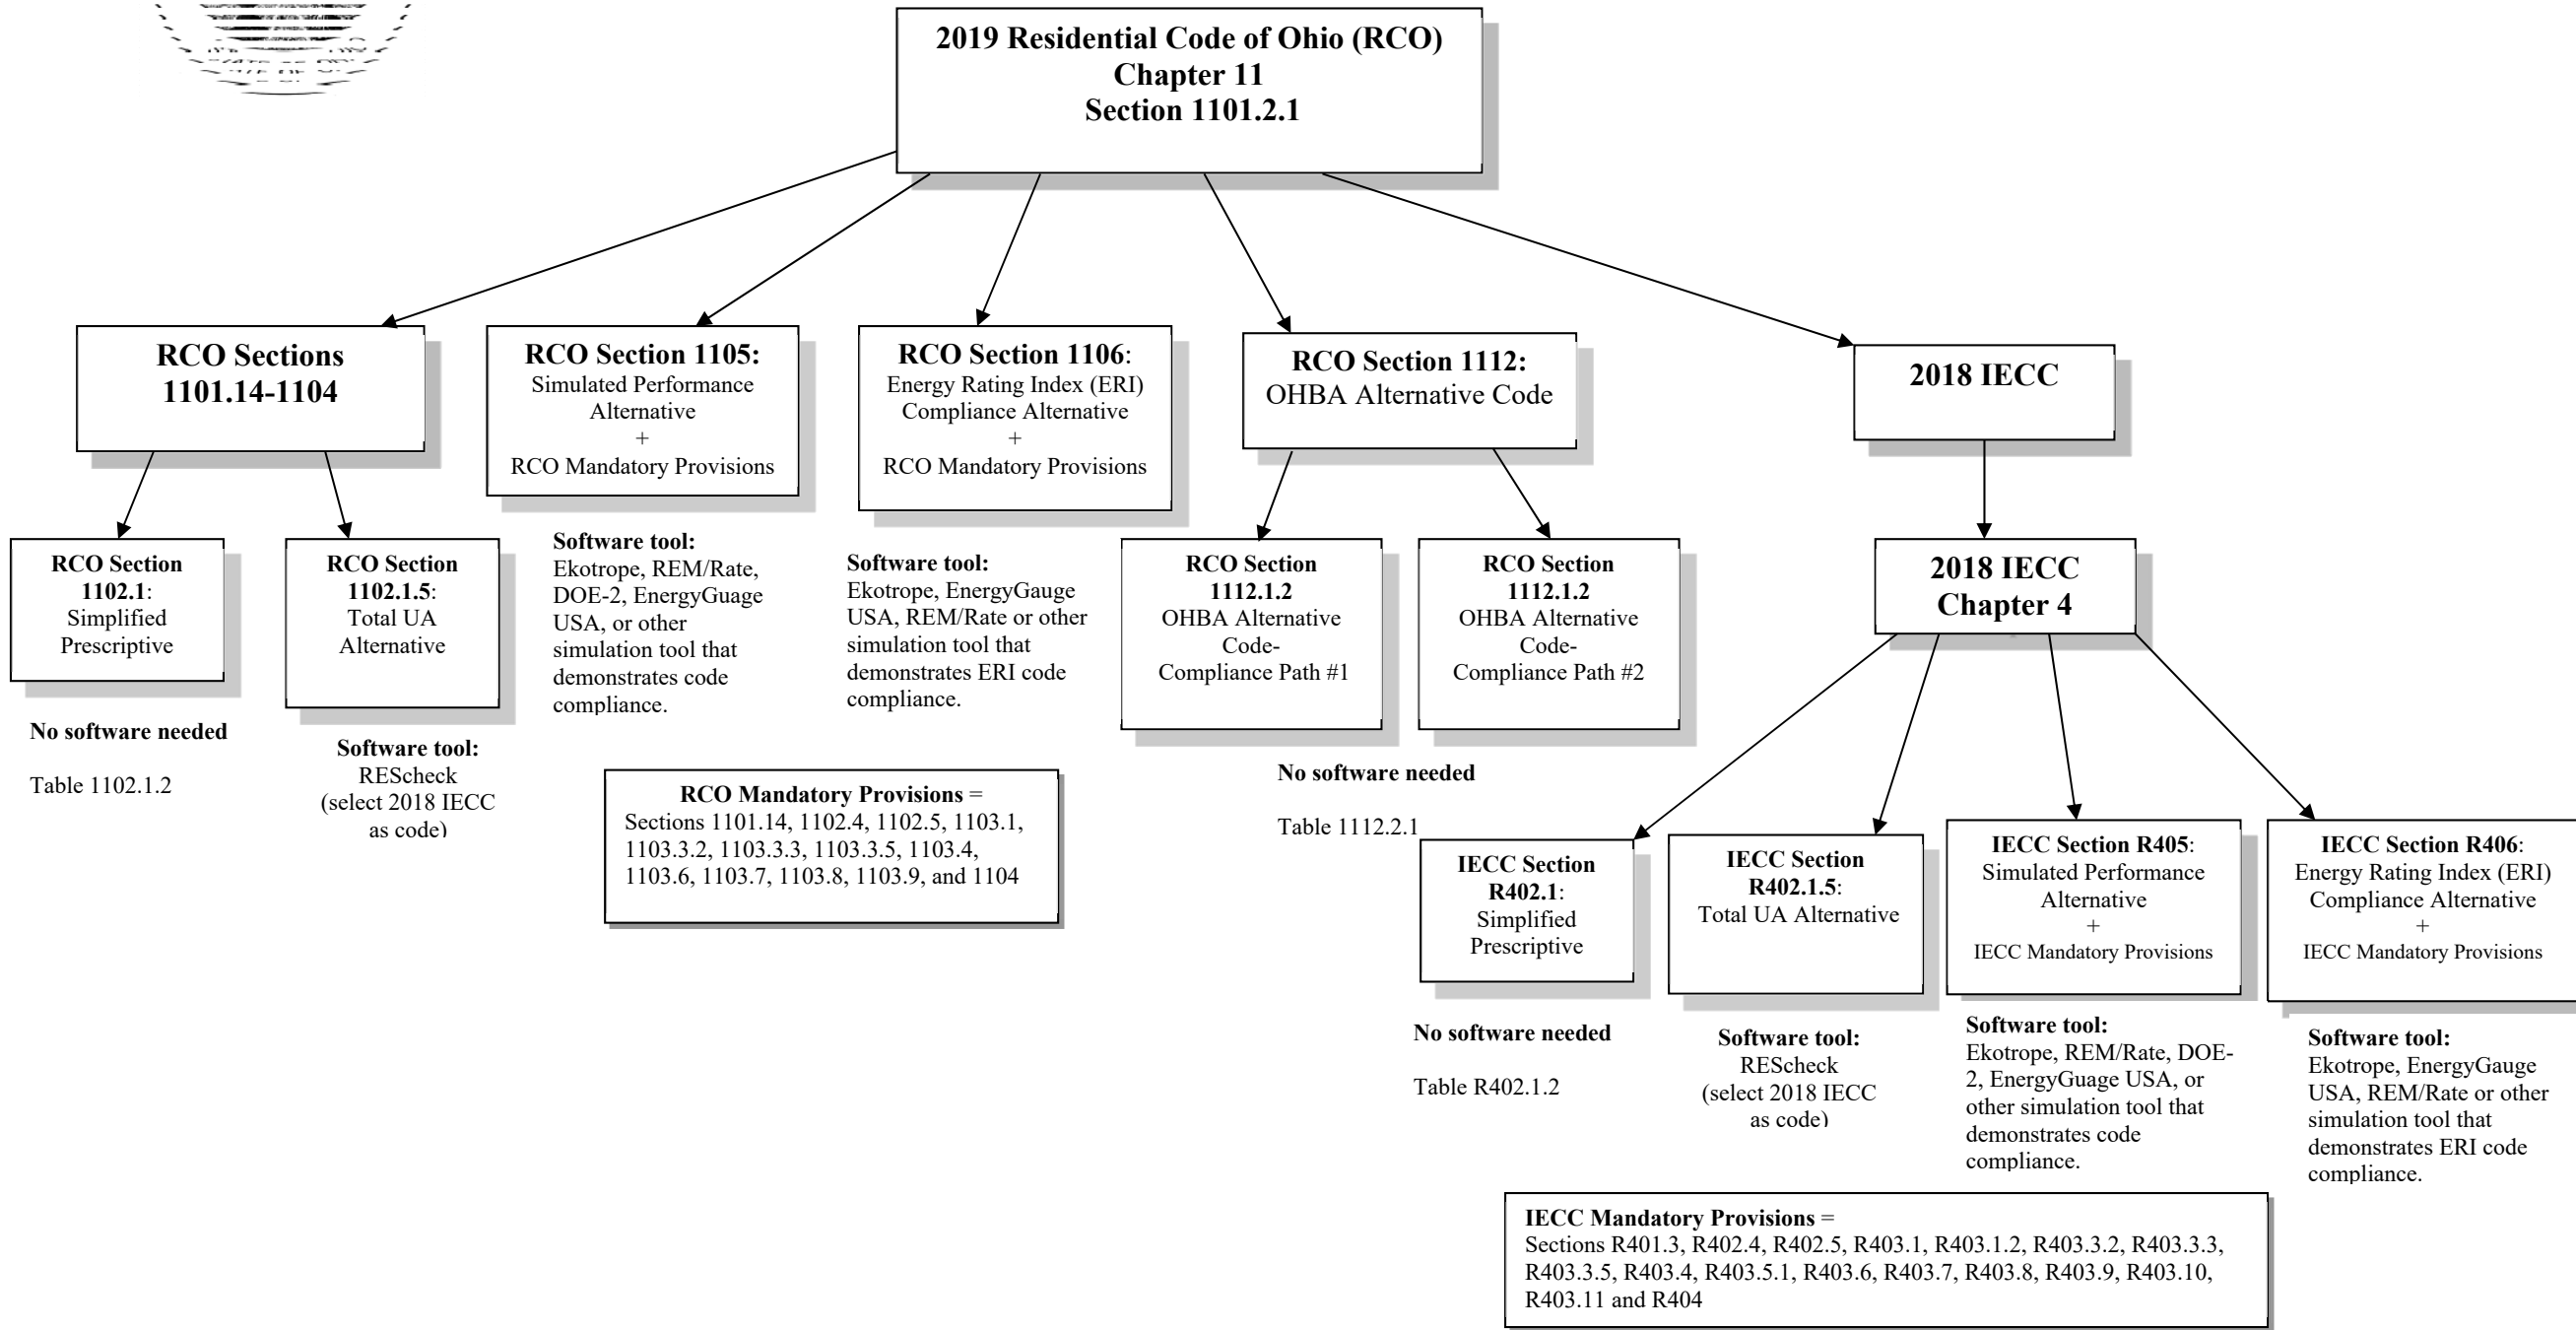 2019 Residential Code of Ohio (RCO)
Chapter 11
Section 1101.2.1
RCO Sections
1101.14-1104
RCO Section 1105:
Simulated Performance
Alternative
+
RCO Mandatory Provisions
RCO Section 1106:
Energy Rating Index (ERI)
Compliance Alternative
+
RCO Mandatory Provisions
RCO Section 1112:
OHBA Alternative Code
2018 IECC
RCO Section
1102.1:
Simplified
Prescriptive
No software needed
Table 1102.1.2
RCO Section
1102.1.5:
Total UA
Alternative
Software tool:
REScheck
(select 2018 IECC
as code)
Software tool:
Ekotrope, REM/Rate,
DOE-2, EnergyGuage
USA, or other
simulation tool that
demonstrates code
compliance.
Software tool:
Ekotrope, EnergyGauge
USA, REM/Rate or other
simulation tool that
demonstrates ERI code
compliance.
RCO Section
1112.1.2
OHBA Alternative
Code-
Compliance Path #1
RCO Section
1112.1.2
OHBA Alternative
Code-
Compliance Path #2
No software needed
Table 1112.2.1
2018 IECC
Chapter 4
RCO Mandatory Provisions =
Sections 1101.14, 1102.4, 1102.5, 1103.1,
1103.3.2, 1103.3.3, 1103.3.5, 1103.4,
1103.6, 1103.7, 1103.8, 1103.9, and 1104
IECC Section
R402.1:
Simplified
Prescriptive
No software needed
Table R402.1.2
IECC Section
R402.1.5:
Total UA Alternative
Software tool:
REScheck
(select 2018 IECC
as code)
IECC Section R405:
Simulated Performance
Alternative
+
IECC Mandatory Provisions
Software tool:
Ekotrope, REM/Rate, DOE-
2, EnergyGuage USA, or
other simulation tool that
demonstrates code
compliance.
IECC Section R406:
Energy Rating Index (ERI)
Compliance Alternative
+
IECC Mandatory Provisions
Software tool:
Ekotrope, EnergyGauge
USA, REM/Rate or other
simulation tool that
demonstrates ERI code
compliance.
IECC Mandatory Provisions =
Sections R401.3, R402.4, R402.5, R403.1, R403.1.2, R403.3.2, R403.3.3,
R403.3.5, R403.4, R403.5.1, R403.6, R403.7, R403.8, R403.9, R403.10,
R403.11 and R404